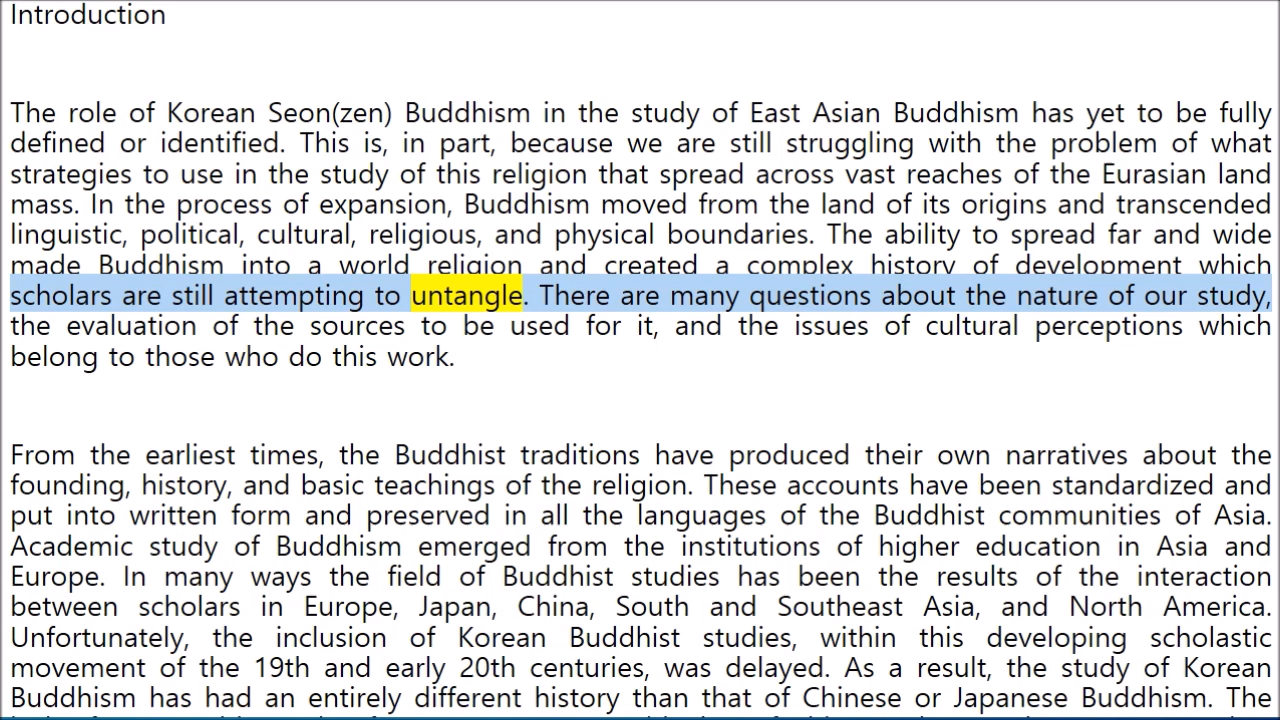 Introduction
The role of Korean Seon(zen) Buddhism in the study of East Asian Buddhism has yet to be fully
defined or identified. This is, in part, because we are still struggling with the problem of what
strategies to use in the study of this religion that spread across vast reaches of the Eurasian land
mass. In the process of expansion, Buddhism moved from the land of its origins and transcended
linguistic, political, cultural, religious, and physical boundaries. The ability to spread far and wide
made Buddhism into a world religion and created a complex history of development which
scholars are still attempting to untangle. There are many questions about the nature of our study,
the evaluation of the sources to be used for it, and the issues of cultural perceptions which
belong to those who do this work.
From the earliest times, the Buddhist traditions have produced their own narratives about the
founding, history, and basic teachings of the religion. These accounts have been standardized and
put into written form and preserved in all the languages of the Buddhist communities of Asia.
Academic study of Buddhism emerged from the institutions of higher education in Asia and
Europe. In many ways the field of Buddhist studies has been the results of the interaction
between scholars in Europe, Japan, China, South and Southeast Asia, and North America.
Unfortunately, the inclusion of Korean Buddhist studies, within this developing scholastic
movement of the 19th and early 20th centuries, was delayed. As a result, the study of Korean
Buddhism has had an entirely different history than that of Chinese or Japanese Buddhism. The